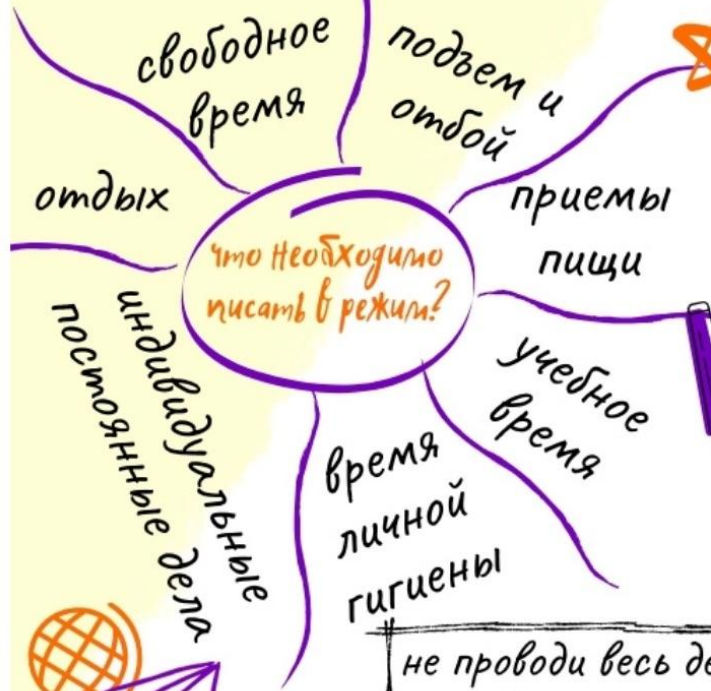 свободное
время
подъем и
отбой
отдых
приемы
пищи
что необходимо
писать в режим?
учебное
время
индивидуальные
постоянные дела
время
личной
гигиены
не проводи весь